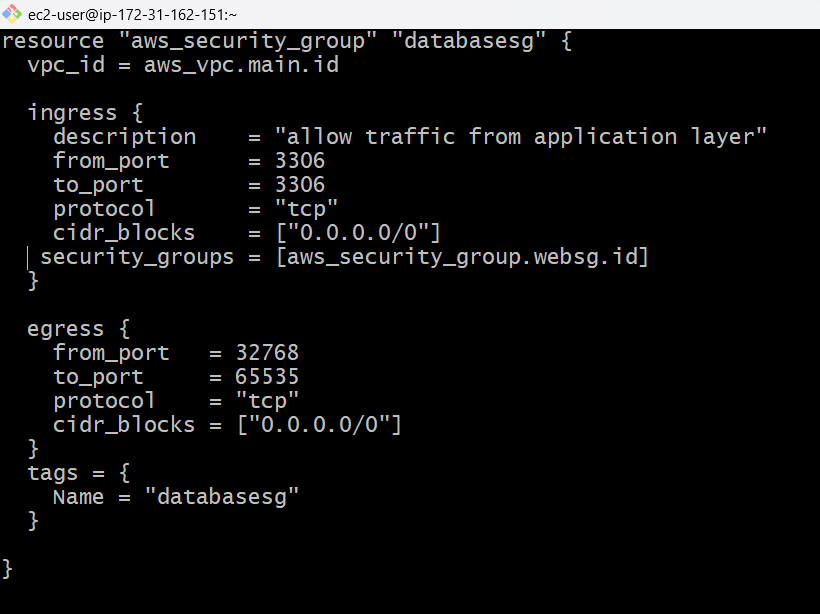 ec2-user@ip-172-31-162-151:~
resource "aws_security_group" "databasesg" {
  vpc_id = aws_vpc.main.id

  ingress {
    description    = "allow traffic from application layer"
    from_port      = 3306
    to_port        = 3306
    protocol       = "tcp"
    cidr_blocks    = ["0.0.0.0/0"]
   security_groups = [aws_security_group.websg.id]
  }

  egress {
    from_port   = 32768
    to_port     = 65535
    protocol    = "tcp"
    cidr_blocks = ["0.0.0.0/0"]
  }
  tags = {
    Name = "databasesg"
  }

}